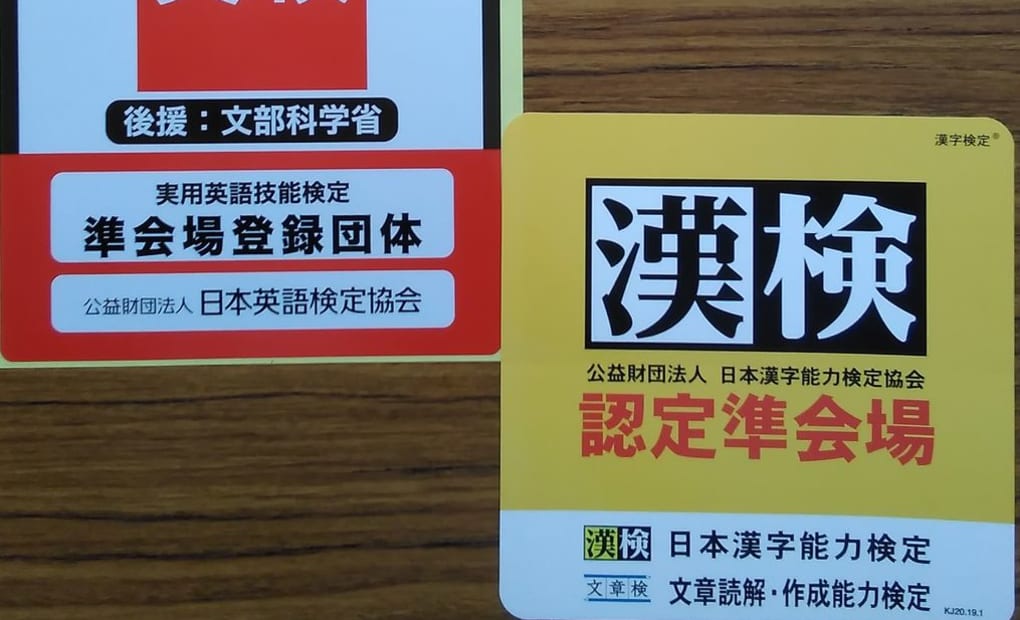 後援：文部科学省
実用英語技能検定
準会場登録団体
公益財団法人 日本英語検定協会
漢字検定®
漢検
公益財団法人 日本漢字能力検定協会
認定準会場
漢検 日本漢字能力検定
文章検 文章読解・作成能力検定
KJ20.19.1